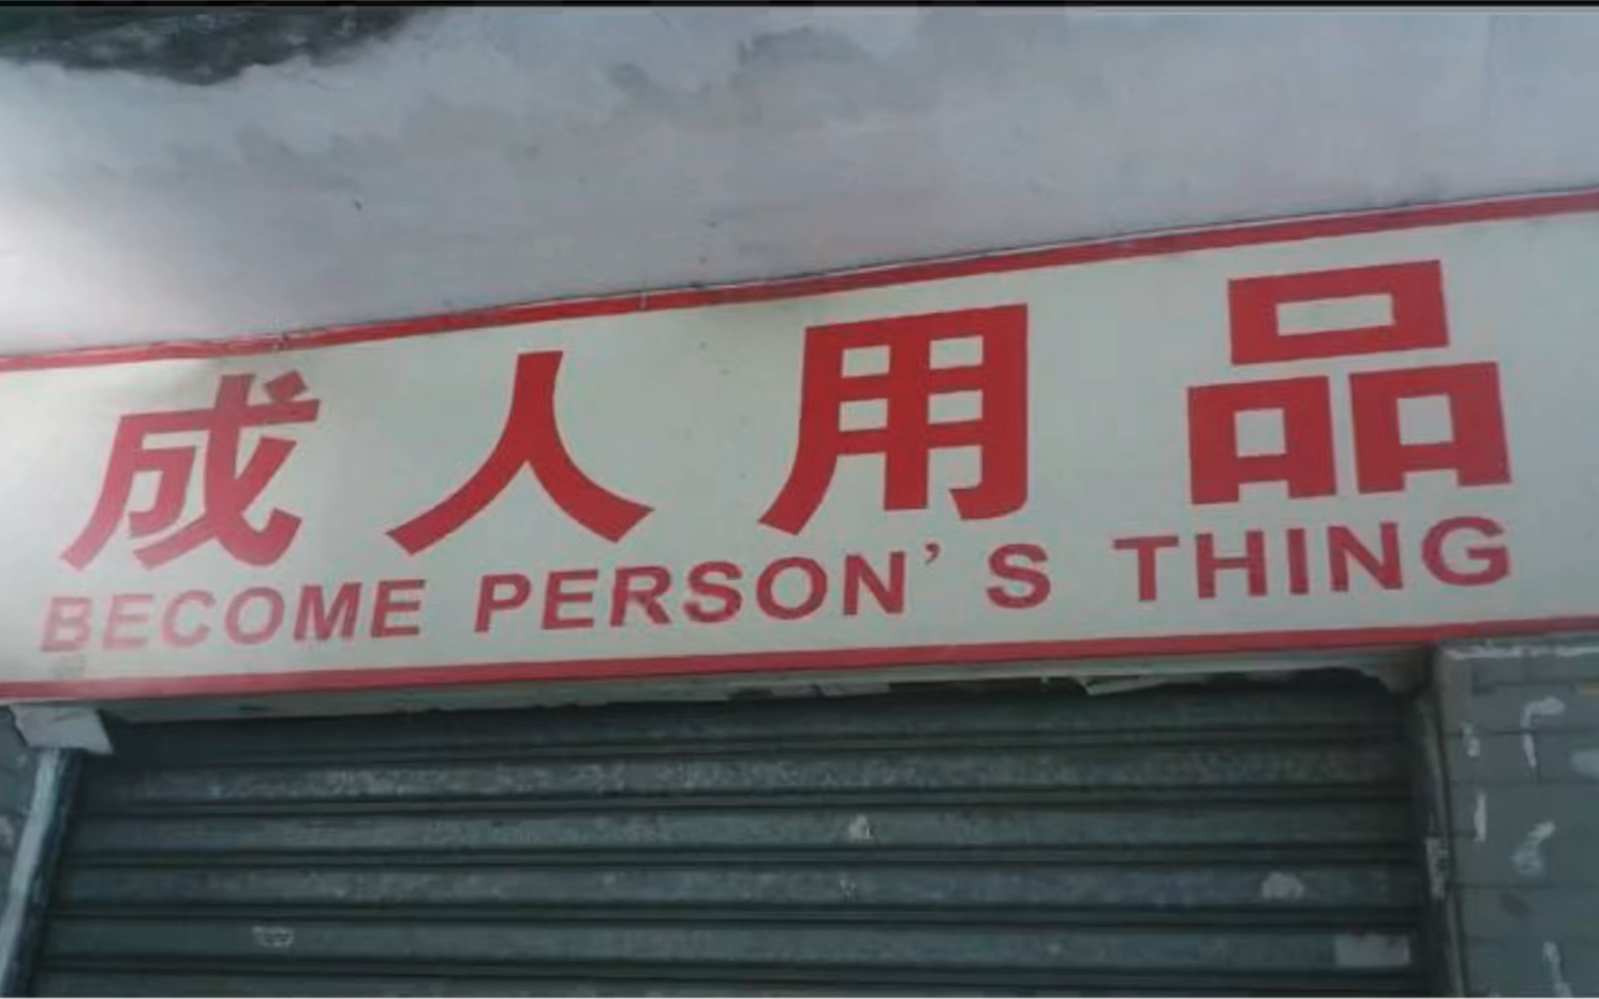 成人用品
BECOME PERSON'S THING